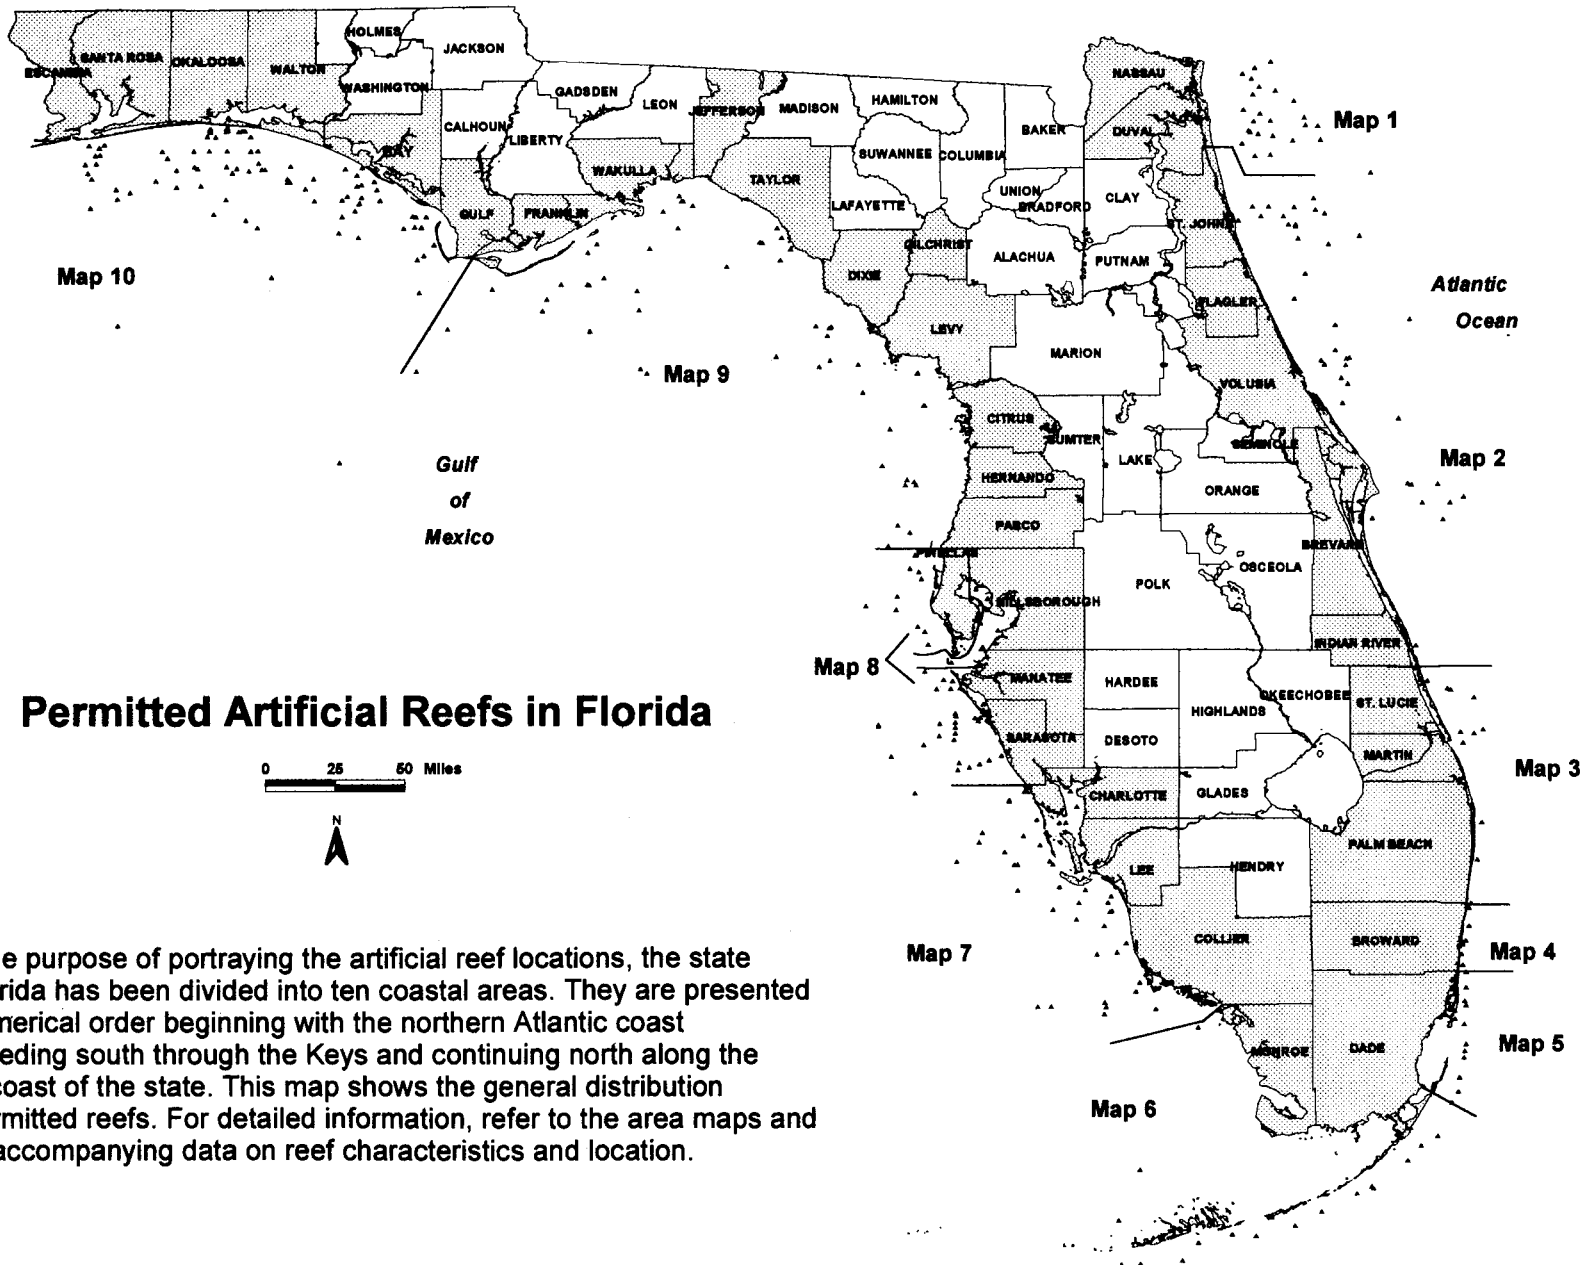 HOLMES
JACKSON
SANTA ROSA
OKALOOSA
ESCAMBIA
WALTON
WASHINGTON
GADSDEN
LEON
JEFFERSON
MADISON
HAMILTON
NASSAU
Map 1
CALHOUN
LIBERTY
BAKER
DUVAL
BAY
WAKULLA
TAYLOR
SUWANNEE
COLUMBIA
UNION
BRADFORD
CLAY
LAFAYETTE
GULF
FRANKLIN
ST. JOHNS
GILCHRIST
ALACHUA
PUTNAM
Map 10
DIXIE
Atlantic
Ocean
FLAGLER
LEVY
MARION
Map 9
VOLUSIA
CITRUS
SUMTER
SEMINOLE
LAKE
Map 2
Gulf
of
Mexico
HERNANDO
ORANGE
PASCO
PINELLAS
BREVARD
OSCEOLA
POLK
HILLSBOROUGH
INDIAN RIVER
Map 8
MANATEE
HARDEE
OKEECHOBEE
ST. LUCIE
HIGHLANDS
Permitted Artificial Reefs in Florida
SARASOTA
DESOTO
MARTIN
0 25 50 Miles
Map 3
CHARLOTTE
GLADES
N
PALM BEACH
LEE
HENDRY
COLLIER
BROWARD
Map 7
Map 4
e purpose of portraying the artificial reef locations, the state
rida has been divided into ten coastal areas. They are presented
merical order beginning with the northern Atlantic coast
eding south through the Keys and continuing north along the
coast of the state. This map shows the general distribution
rmitted reefs. For detailed information, refer to the area maps and
accompanying data on reef characteristics and location.
MONROE
DADE
Map 5
Map 6